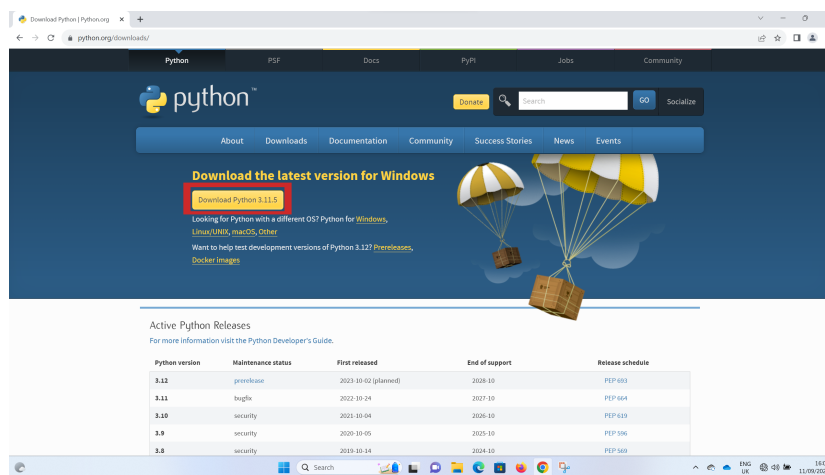 Download Python | Python.org
python.org/downloads/
Python PSF Docs PyPI Jobs Community
python™
Donate Search GO Socialize
About Downloads Documentation Community Success Stories News Events
Download the latest version for Windows
Download Python 3.11.5
Looking for Python with a different OS? Python for Windows,
Linux/UNIX, macOS, Other
Want to help test development versions of Python 3.12? Prereleases,
Docker images
Active Python Releases
For more information visit the Python Developer's Guide.
Python version Maintenance status First released End of support Release schedule
3.12 prerelease 2023-10-02 (planned) 2028-10 PEP 693
3.11 bugfix 2022-10-24 2027-10 PEP 664
3.10 security 2021-10-04 2026-10 PEP 619
3.9 security 2020-10-05 2025-10 PEP 596
3.8 security 2019-10-14 2024-10 PEP 569
Search
ENG
UK